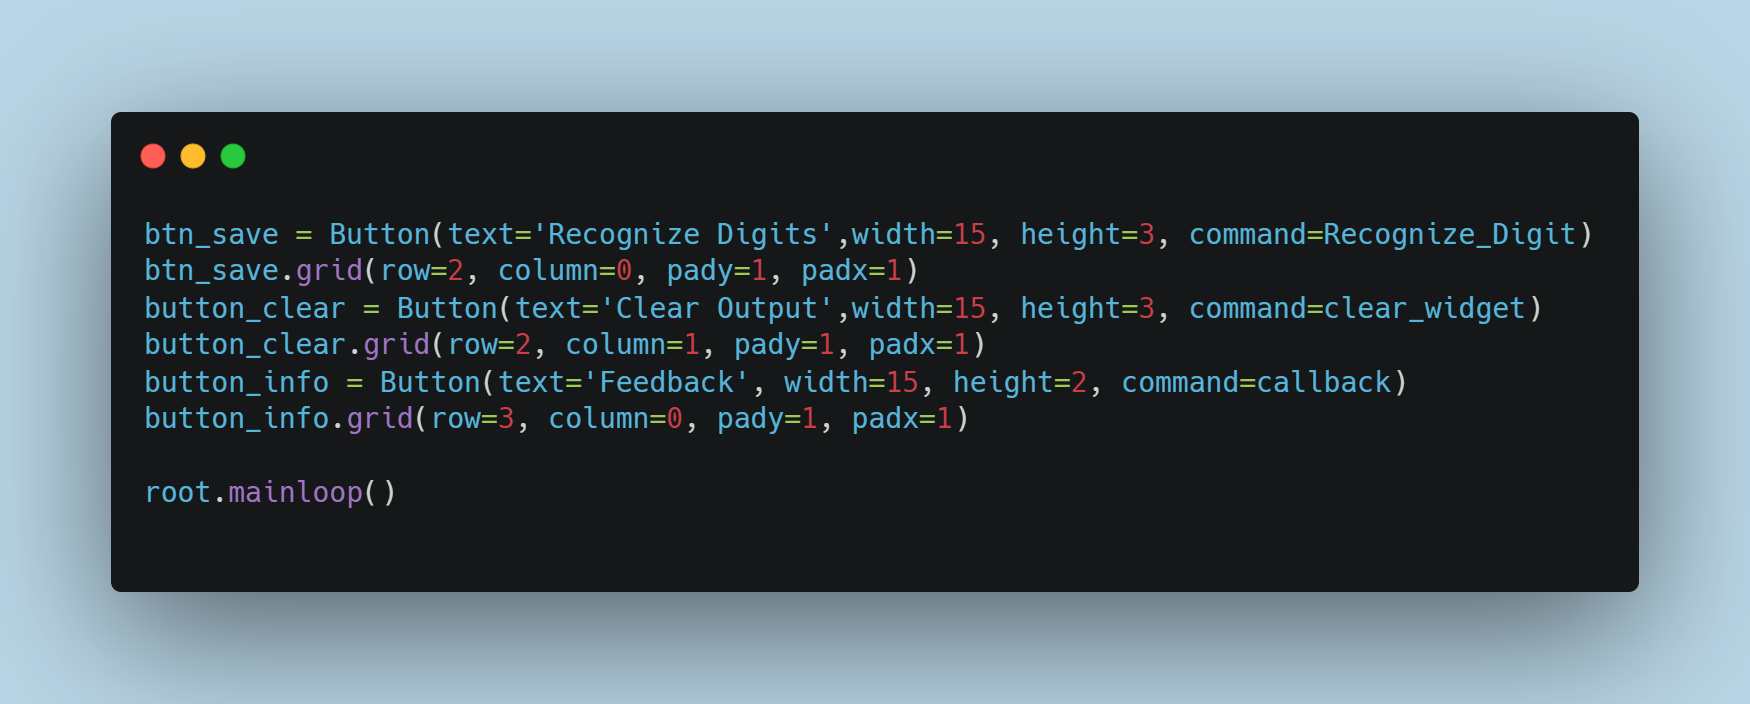 btn_save = Button(text='Recognize Digits',width=15, height=3, command=Recognize_Digit)
btn_save.grid(row=2, column=0, pady=1, padx=1)
button_clear = Button(text='Clear Output',width=15, height=3, command=clear_widget)
button_clear.grid(row=2, column=1, pady=1, padx=1)
button_info = Button(text='Feedback', width=15, height=2, command=callback)
button_info.grid(row=3, column=0, pady=1, padx=1)
root.mainloop()